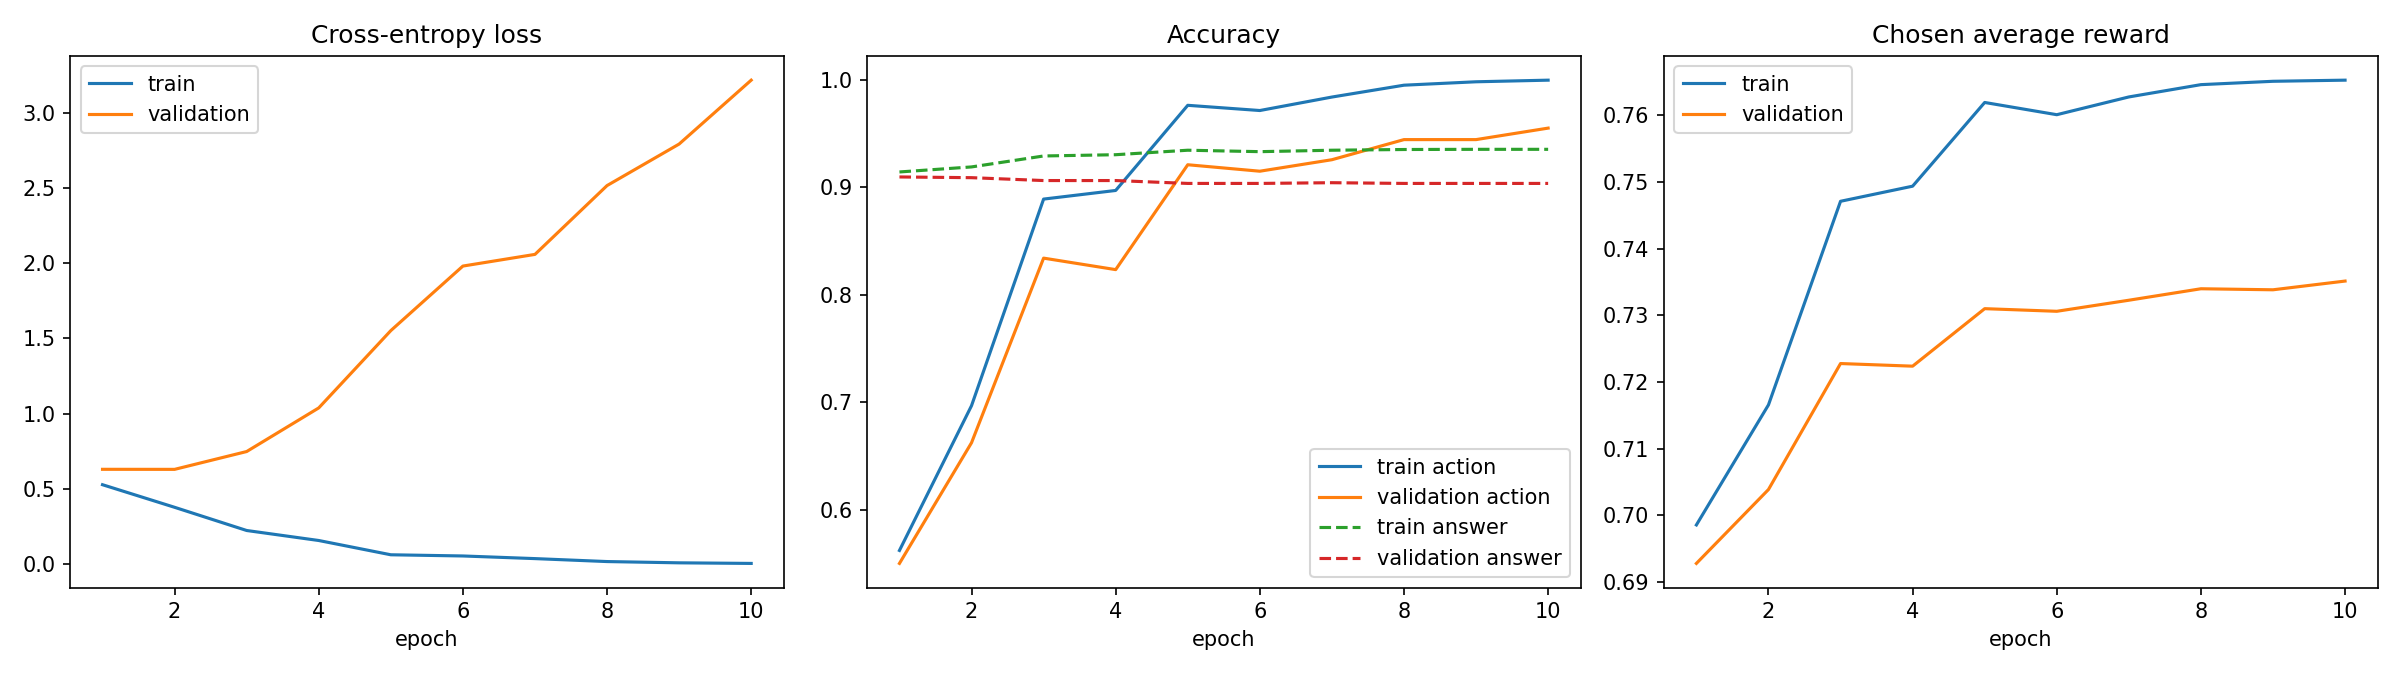 Cross-entropy loss
train
validation
3.0
2.5
2.0
1.5
1.0
0.5
0.0
2 4 6 8 10
epoch
Accuracy
1.0
0.9
0.8
0.7
0.6
train action
validation action
train answer
validation answer
2 4 6 8 10
epoch
Chosen average reward
train
validation
0.76
0.75
0.74
0.73
0.72
0.71
0.70
0.69
2 4 6 8 10
epoch